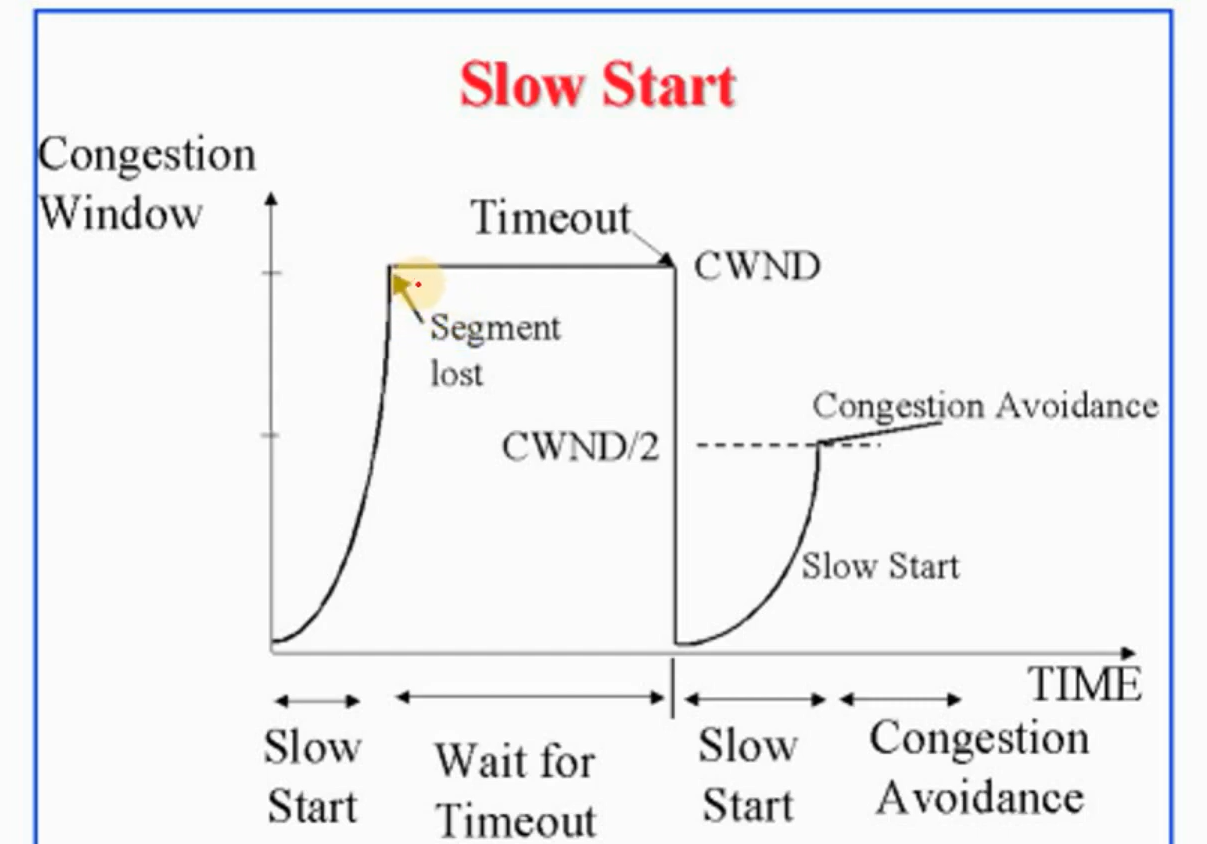 Slow Start
Congestion
Window
Timeout
CWND
Segment
lost
Congestion Avoidance
CWND/2
Slow Start
TIME
Slow
Start
Wait for
Timeout
Slow
Start
Congestion
Avoidance